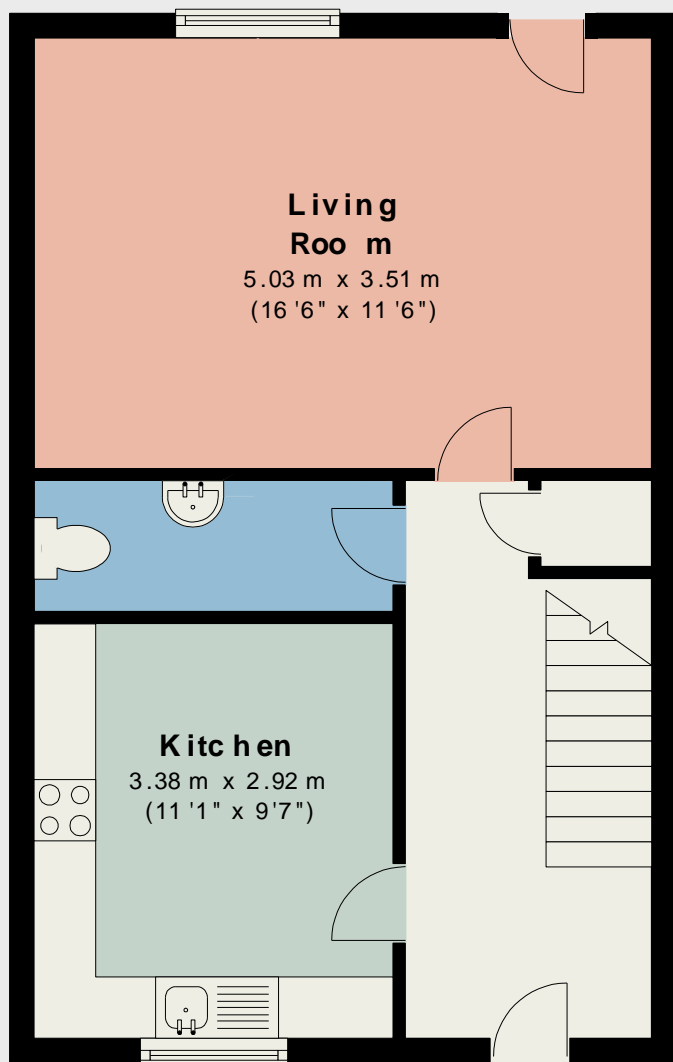 Living
Room
5.03 m x 3.51 m
(16'6" x 11'6")
Kitchen
3.38 m x 2.92 m
(11'1" x 9'7")